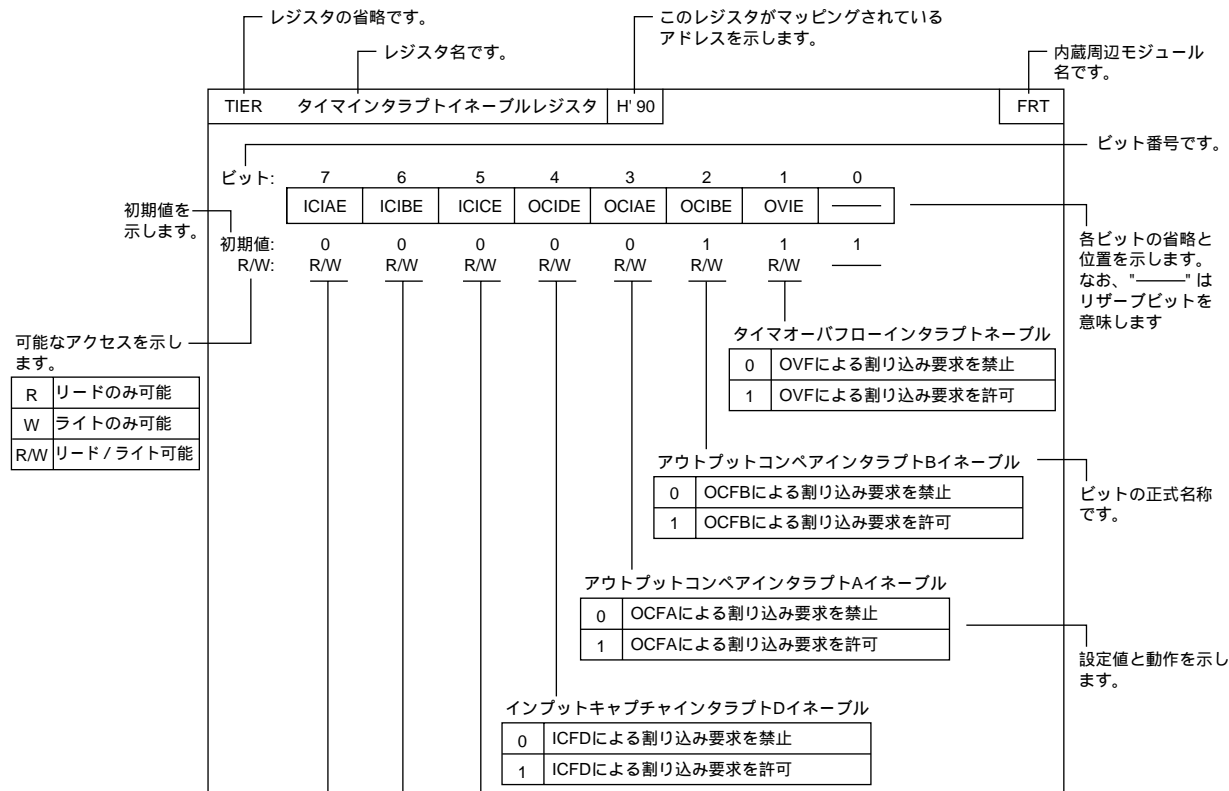 レジスタの省略です。
レジスタ名です。
このレジスタがマッピングされている
アドレスを示します。
内蔵周辺モジュール
名です。
TIER タイマインタラプトイネーブルレジスタ H' 90 FRT
ビット番号です。
ビット: 7 6 5 4 3 2 1 0
ICIAE ICIBE ICICE OCIDE OCIAE OCIBE OVIE ―――
初期値を
示します。
初期値: 0 0 0 0 0 1 1 1
R/W: R/W R/W R/W R/W R/W R/W R/W ―――
各ビットの省略と
位置を示します。
なお、"―――" は
リザーブビットを
意味します
可能なアクセスを示し
ます。
R リードのみ可能
W ライトのみ可能
R/W リード / ライト可能
タイマオーバフローインタラプトネーブル
0 OVFによる割り込み要求を禁止
1 OVFによる割り込み要求を許可
アウトプットコンペアインタラプトBイネーブル
0 OCFBによる割り込み要求を禁止
1 OCFBによる割り込み要求を許可
ビットの正式名称
です。
アウトプットコンペアインタラプトAイネーブル
0 OCFAによる割り込み要求を禁止
1 OCFAによる割り込み要求を許可
設定値と動作を示し
ます。
インプットキャプチャインタラプトDイネーブル
0 ICFDによる割り込み要求を禁止
1 ICFDによる割り込み要求を許可